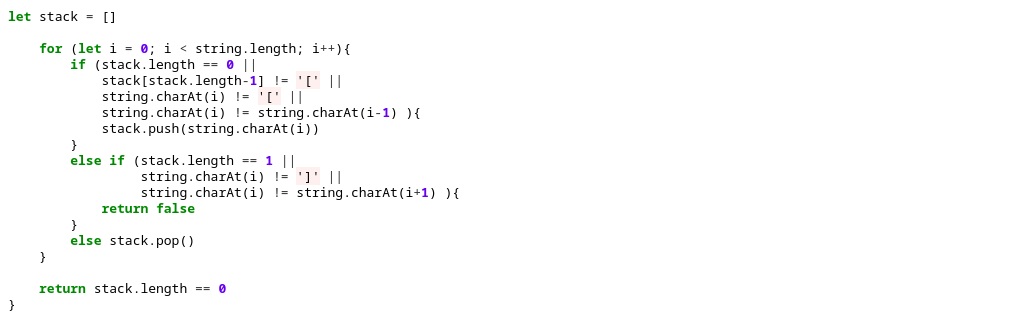 let stack = []
for (let i = 0; i < string.length; i++){
if (stack.length == 0 ||
stack[stack.length-1] != '[' ||
string.charAt(i) != '[' ||
string.charAt(i) != string.charAt(i-1) ){
stack.push(string.charAt(i))
}
else if (stack.length == 1 ||
string.charAt(i) != ']' ||
string.charAt(i) != string.charAt(i+1) ){
return false
}
else stack.pop()
}
return stack.length == 0
}